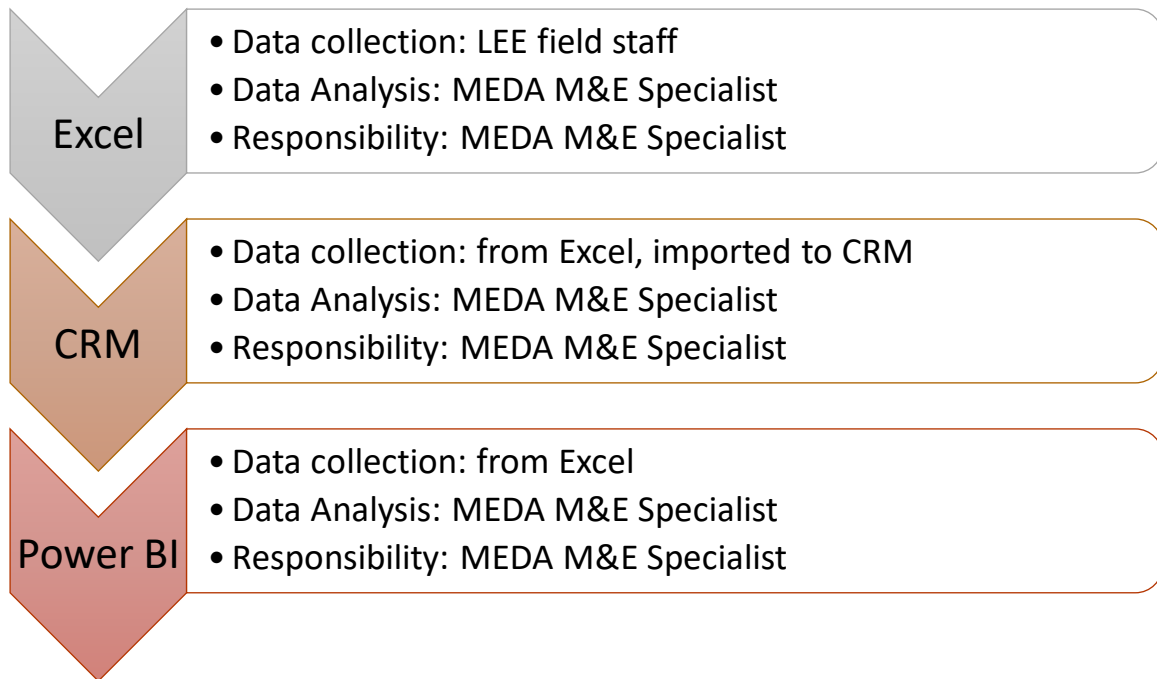 Excel
• Data collection: LEE field staff
• Data Analysis: MEDA M&E Specialist
• Responsibility: MEDA M&E Specialist
CRM
• Data collection: from Excel, imported to CRM
• Data Analysis: MEDA M&E Specialist
• Responsibility: MEDA M&E Specialist
Power BI
• Data collection: from Excel
• Data Analysis: MEDA M&E Specialist
• Responsibility: MEDA M&E Specialist